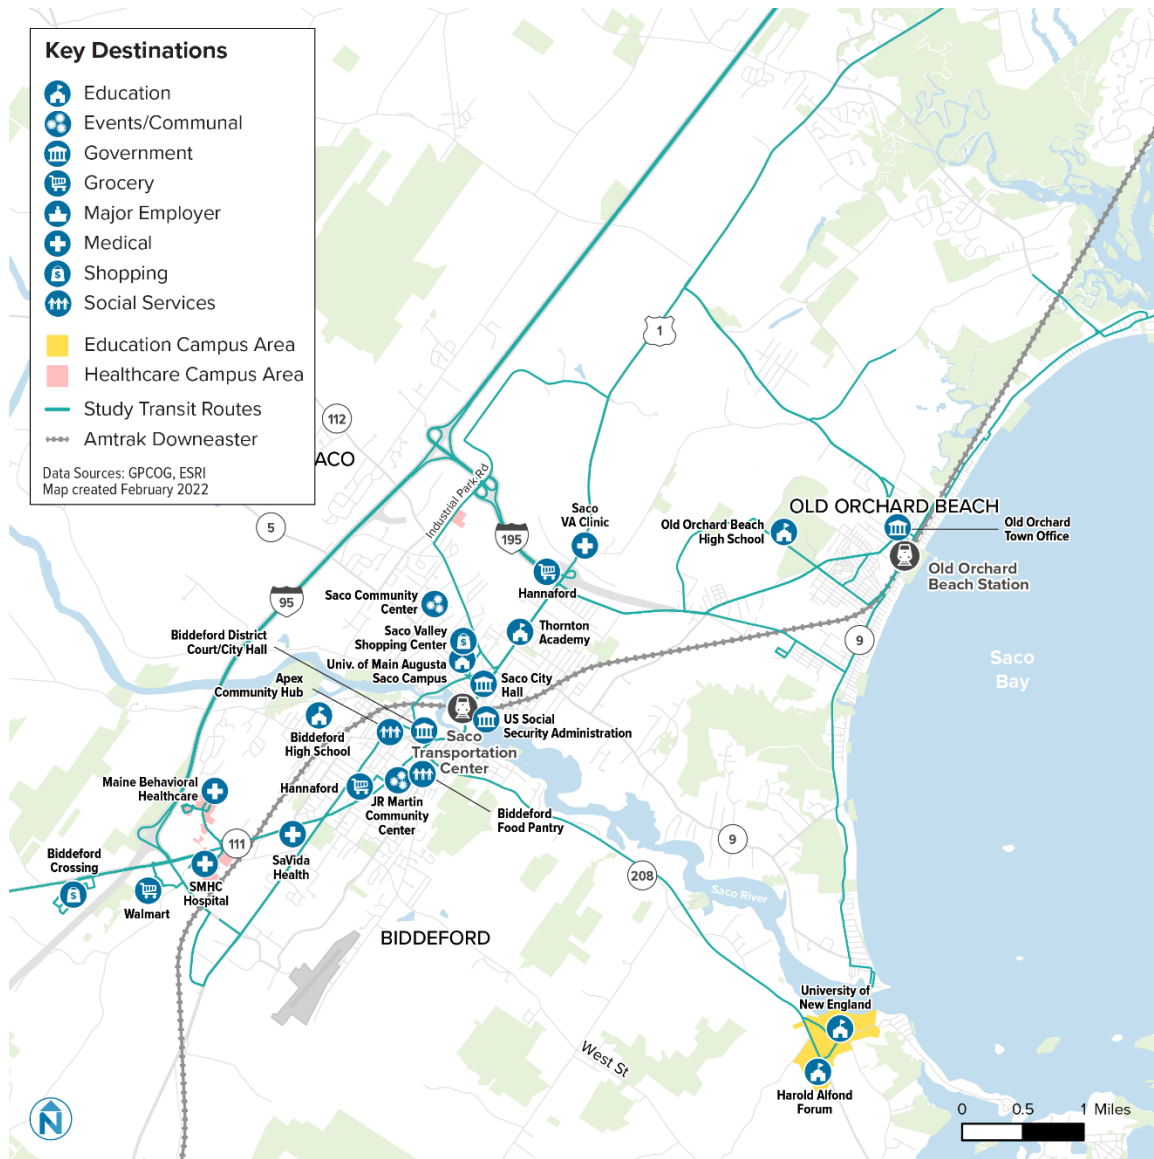 Key Destinations
Education
Events/Communal
Government
Grocery
Major Employer
Medical
Shopping
Social Services
Education Campus Area
Healthcare Campus Area
Study Transit Routes
Amtrak Downeaster
Data Sources: GPCOG, ESRI
Map created February 2022
1
112
ACO
5
Industrial Park Rd
195
95
Saco
VA Clinic
Old Orchard Beach
High School
OLD ORCHARD BEACH
Old Orchard
Town Office
Old Orchard
Beach Station
Hannaford
Saco Community
Center
Thornton
Academy
Biddeford District
Court/City Hall
Saco Valley
Shopping Center
Univ. of Main Augusta
Saco Campus
9
Saco
Bay
Apex
Community Hub
Saco City
Hall
US Social
Security Administration
Biddeford
High School
Saco
Transportation
Center
Maine Behavioral
Healthcare
Hannaford
JR Martin
Community
Center
Biddeford
Food Pantry
111
9
Biddeford
Crossing
SaVida
Health
208
SMHC
Hospital
Walmart
Saco River
BIDDEFORD
University of
New England
West St
Harold Alfond
Forum
N
0 0.5 1 Miles